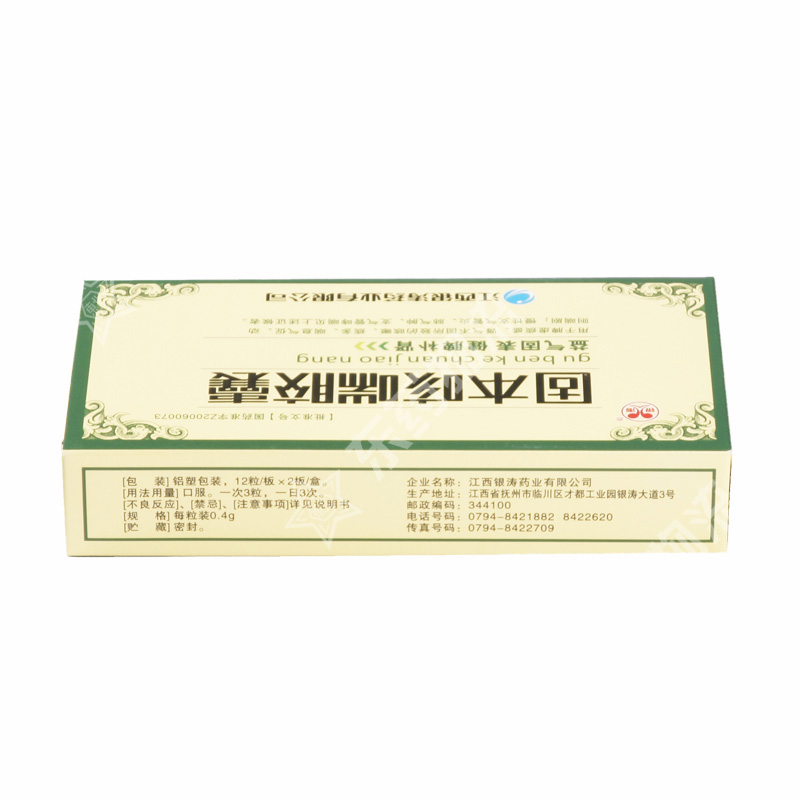 江西银涛药业有限公司
益气固表 健脾补肾
gu ben ke chuan jiao nang
固本咳喘胶囊
【批准文号】国药准字Z20060073
[包 装]铝塑包装，12粒/板×2板/盒。
[用法用量]口服。一次3粒，一日3次。
[不良反应]、[禁忌]、[注意事项]详见说明书
[规 格]每粒装0.4g
[贮 藏]密封。
企业名称：江西银涛药业有限公司
生产地址：江西省抚州市临川区才都工业园银涛大道3号
邮政编码：344100
电话号码：0794-8421882 8422620
传真号码：0794-8422709